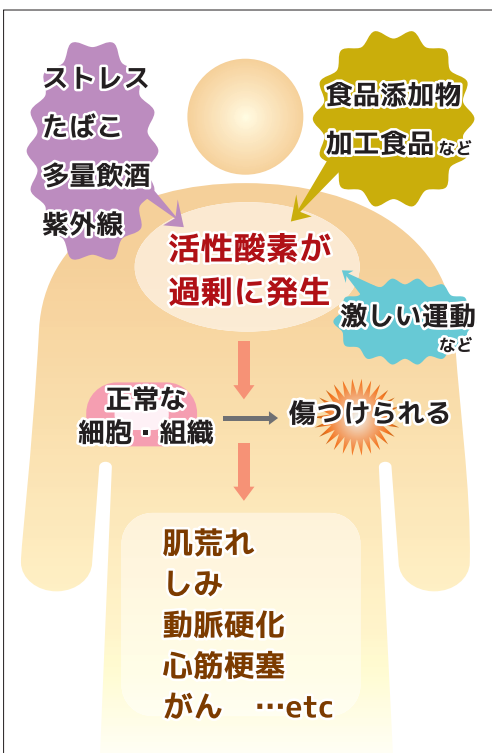 ストレス
たばこ
多量飲酒
紫外線
食品添加物
加工食品 など
活性酸素が
過剰に発生
激しい運動
など
正常な
細胞・組織
傷つけられる
肌荒れ
しみ
動脈硬化
心筋梗塞
がん …etc